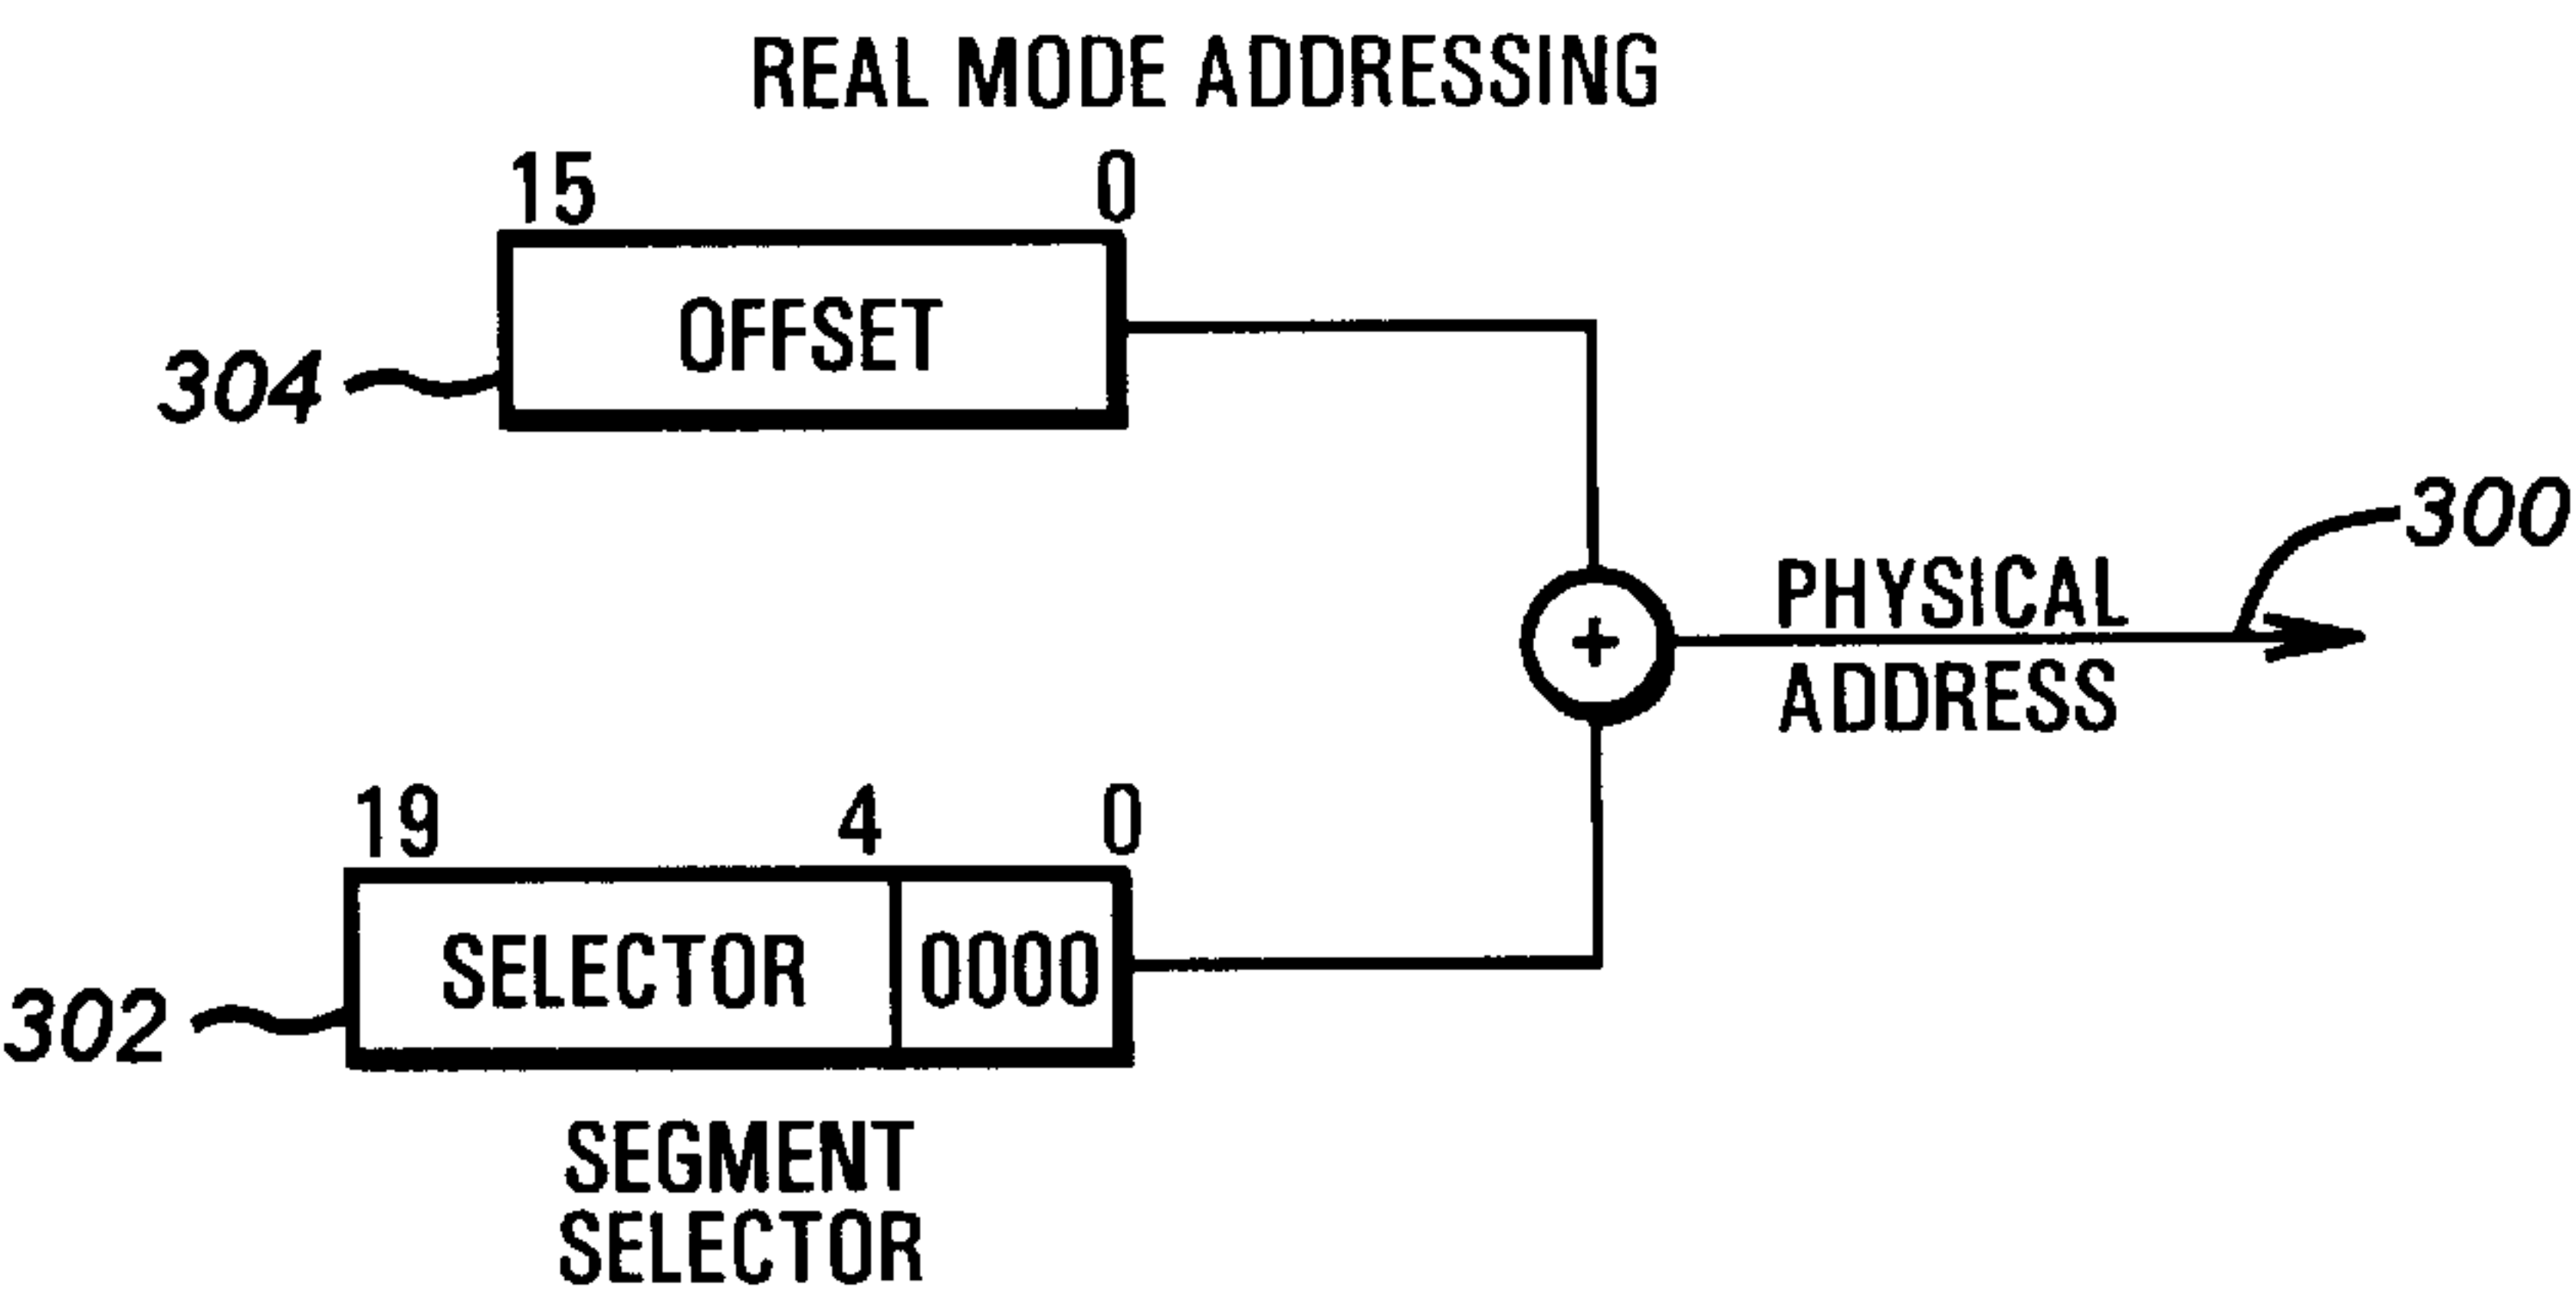 REAL MODE ADDRESSING
15 0
OFFSET
304
300
PHYSICAL
ADDRESS
19 4 0
SELECTOR 0000
302
SEGMENT
SELECTOR
+